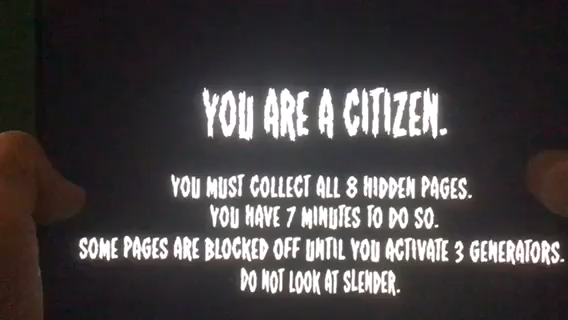 YOU ARE A CITIZEN.
YOU MUST COLLECT ALL 8 HIDDEN PAGES.
YOU HAVE 7 MINUTES TO DO SO.
SOME PAGES ARE BLOCKED OFF UNTIL YOU ACTIVATE 3 GENERATORS.
DO NOT LOOK AT SLENDER.